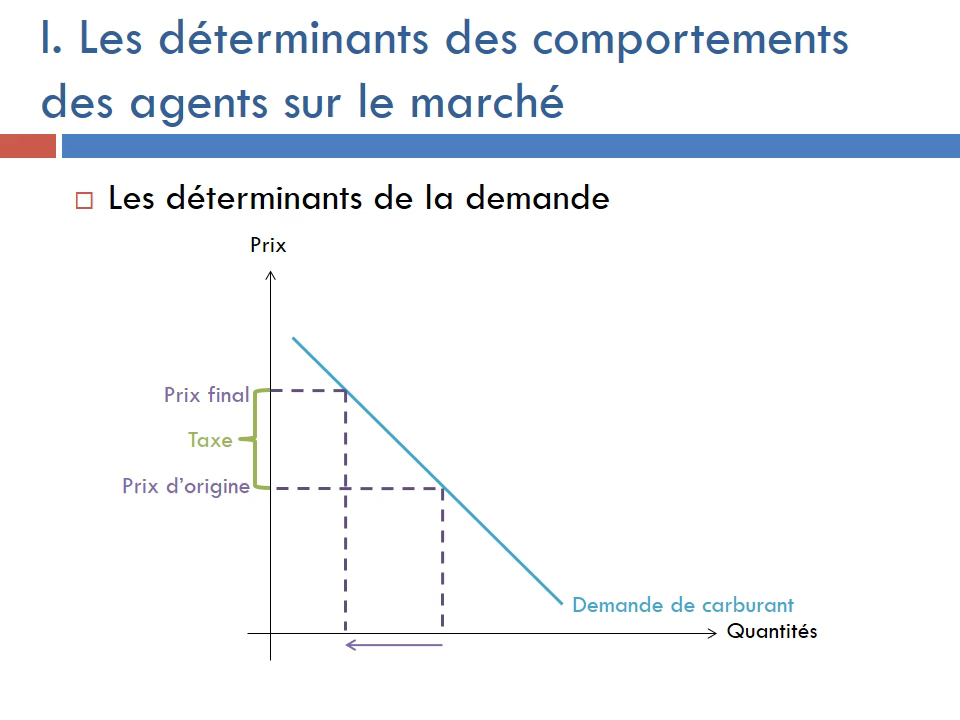 I. Les déterminants des comportements
des agents sur le marché
Les déterminants de la demande
Prix
Prix final
Taxe
Prix d’origine
Demande de carburant
Quantités